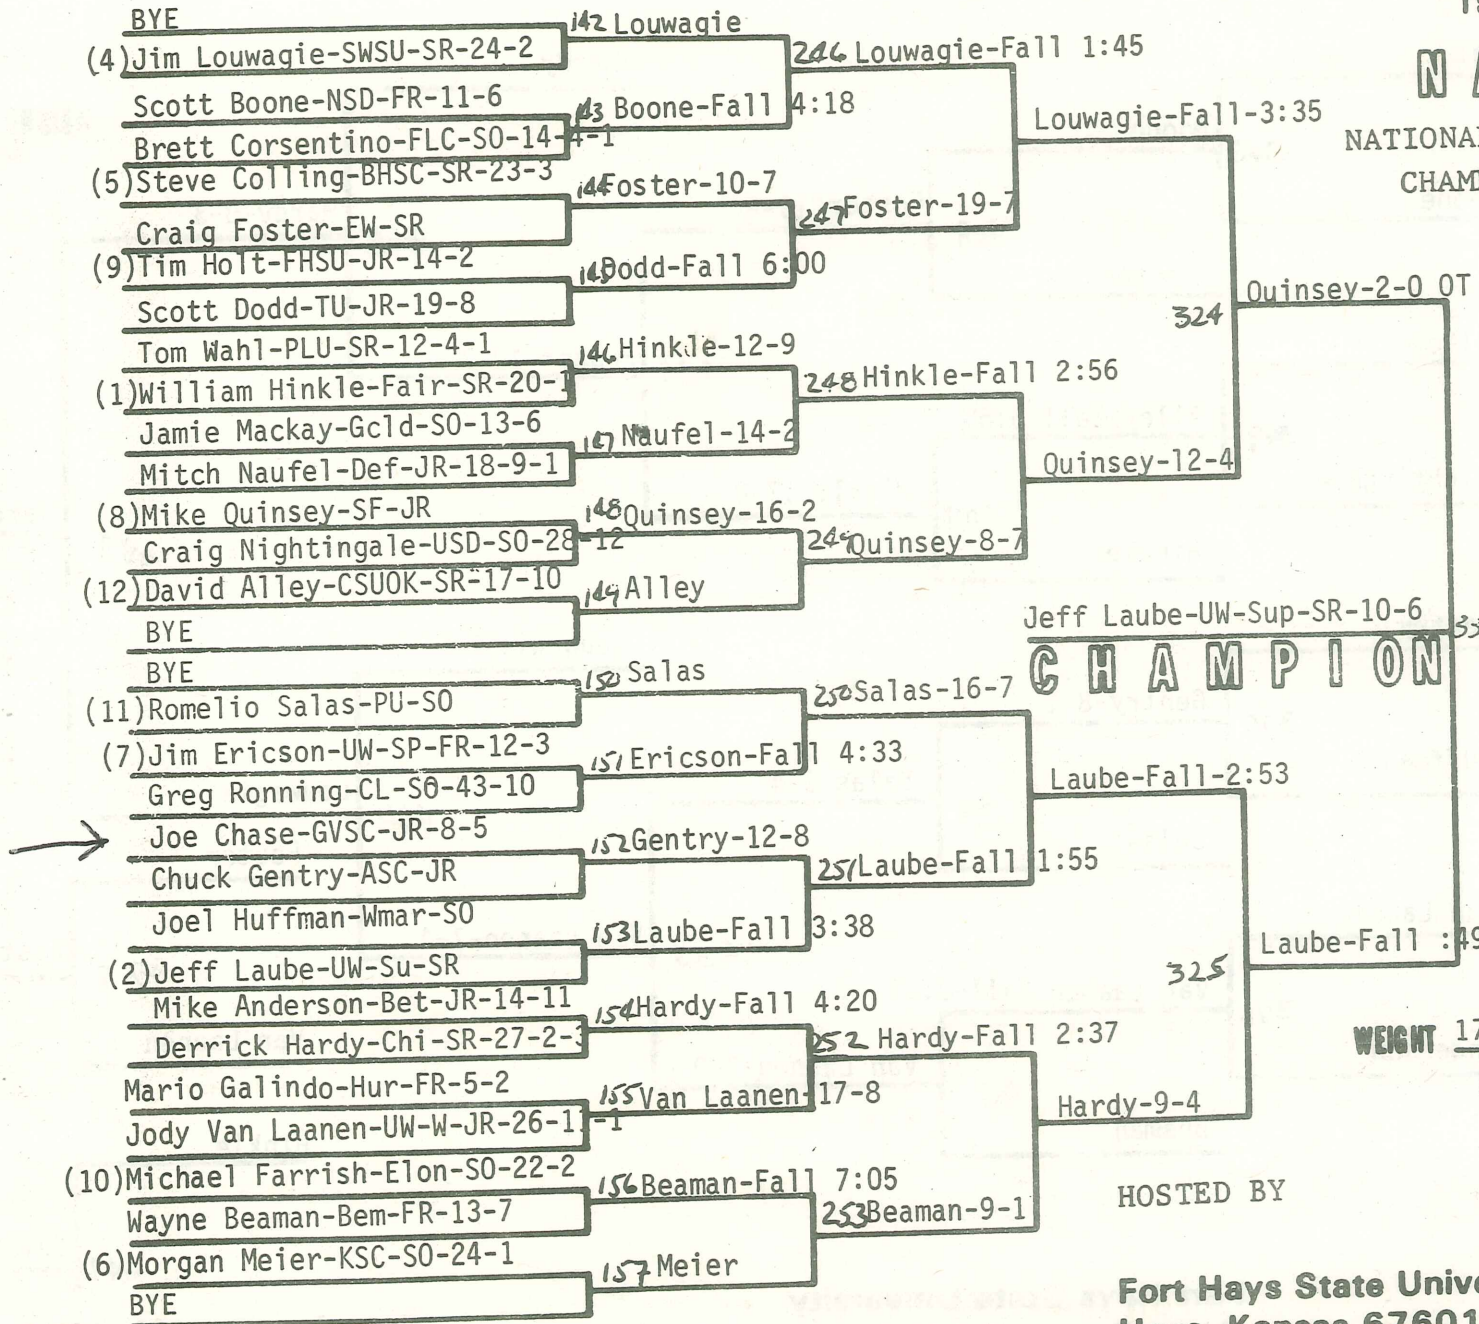 BYE
(4)Jim Louwagie-SWSU-SR-24-2
Scott Boone-NSD-FR-11-6
Brett Corsentino-FLC-SO-14-4-1
(5)Steve Colling-BHSC-SR-23-3
Craig Foster-EW-SR
(9)Tim Holt-FHSU-JR-14-2
Scott Dodd-TU-JR-19-8
Tom Wahl-PLU-SR-12-4-1
(1)William Hinkle-Fair-SR-20-1
Jamie Mackay-Gcld-SO-13-6
Mitch Naufel-Def-JR-18-9-1
(8)Mike Quinsey-SF-JR
Craig Nightingale-USD-SO-28-12
(12)David Alley-CSUOK-SR-17-10
BYE
BYE
(11)Romelio Salas-PU-SO
(7)Jim Ericson-UW-SP-FR-12-3
Greg Ronning-CL-SO-43-10
Joe Chase-GVSC-JR-8-5
Chuck Gentry-ASC-JR
Joel Huffman-Wmar-SO
(2)Jeff Laube-UW-Su-SR
Mike Anderson-Bet-JR-14-11
Derrick Hardy-Chi-SR-27-2-3
Mario Galindo-Hur-FR-5-2
Jody Van Laanen-UW-W-JR-26-11-1
(10)Michael Farrish-Elon-SO-22-2
Wayne Beaman-Bem-FR-13-7
(6)Morgan Meier-KSC-SO-24-1
BYE
142 Louwagie
143 Boone-Fall 4:18
144 Foster-10-7
145 Dodd-Fall 6:00
146 Hinkle-12-9
147 Naufel-14-2
148 Quinsey-16-2
149 Alley
150 Salas
151 Ericson-Fall 4:33
152 Gentry-12-8
153 Laube-Fall 3:38
154 Hardy-Fall 4:20
155 Van Laanen-17-8
156 Beaman-Fall 7:05
157 Meier
246 Louwagie-Fall 1:45
247 Foster-19-7
248 Hinkle-Fall 2:56
249 Quinsey-8-7
250 Salas-16-7
251 Laube-Fall 1:55
252 Hardy-Fall 2:37
253 Beaman-9-1
Louwagie-Fall-3:35
Quinsey-12-4
Laube-Fall-2:53
Hardy-9-4
324
Quinsey-2-0 OT
325
Laube-Fall :49
Jeff Laube-UW-Sup-SR-10-6
CHAMPION
NATIONA
CHAM
WEIGHT 17
HOSTED BY
Fort Hays State Unive
Hays, Kansas 67601